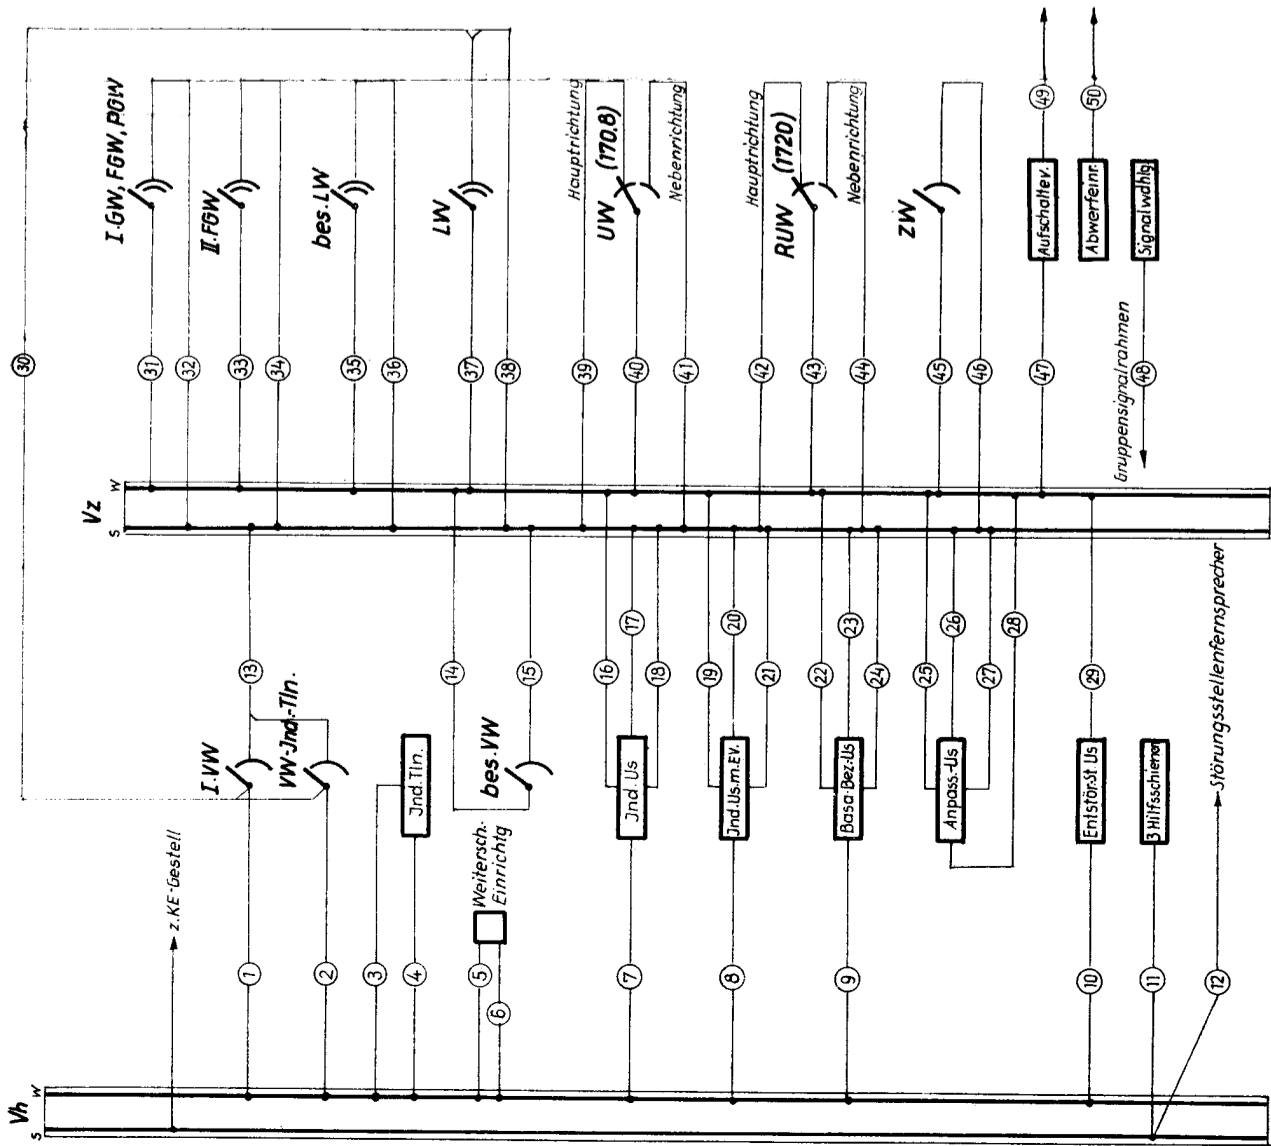 30
I.GW, FGW, PGW
II.FGW
bes.LW
LW
Hauptrichtung
UW (170.8)
Nebenrichtung
Hauptrichtung
RUW (1720)
Nebenrichtung
ZW
49
50
Aufschaltev.
Abwerfeinr.
Signalwahlg.
31
32
33
34
35
36
37
38
39
40
41
42
43
44
45
46
47
Gruppensignalrahmen
48
Vz
W
S
13
14
15
16
17
18
19
20
21
22
23
24
25
26
27
28
29
Störungsstellenfernsprecher
I.VW
VW-Jnd.-Tln.
Jnd.Tln.
bes.VW
Jnd.Us
Jnd.Us.m.EV.
Basa-Bez-Us
Anpass.-Us
Entstör.St Us
3 Hilfsschienen
z.KE-Gestell
Weitersch.-
Einrichtg
1
2
3
4
5
6
7
8
9
10
11
12
Vh
W
S